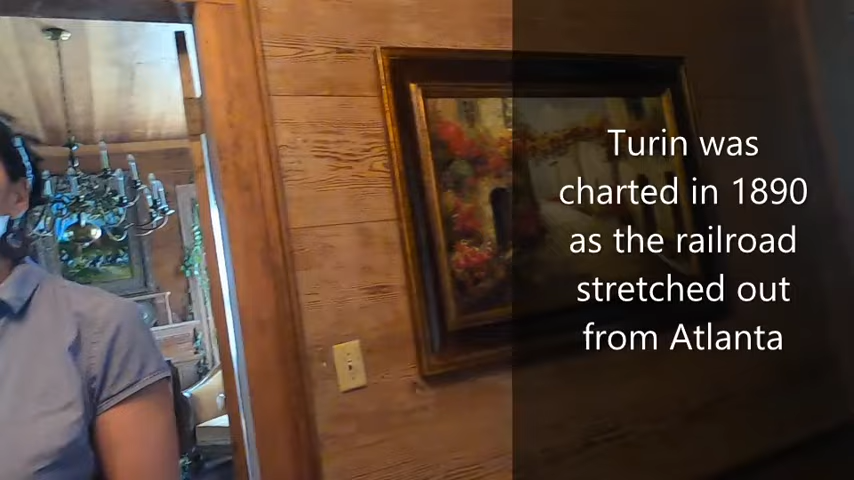 Turin was
charted in 1890
as the railroad
stretched out
from Atlanta